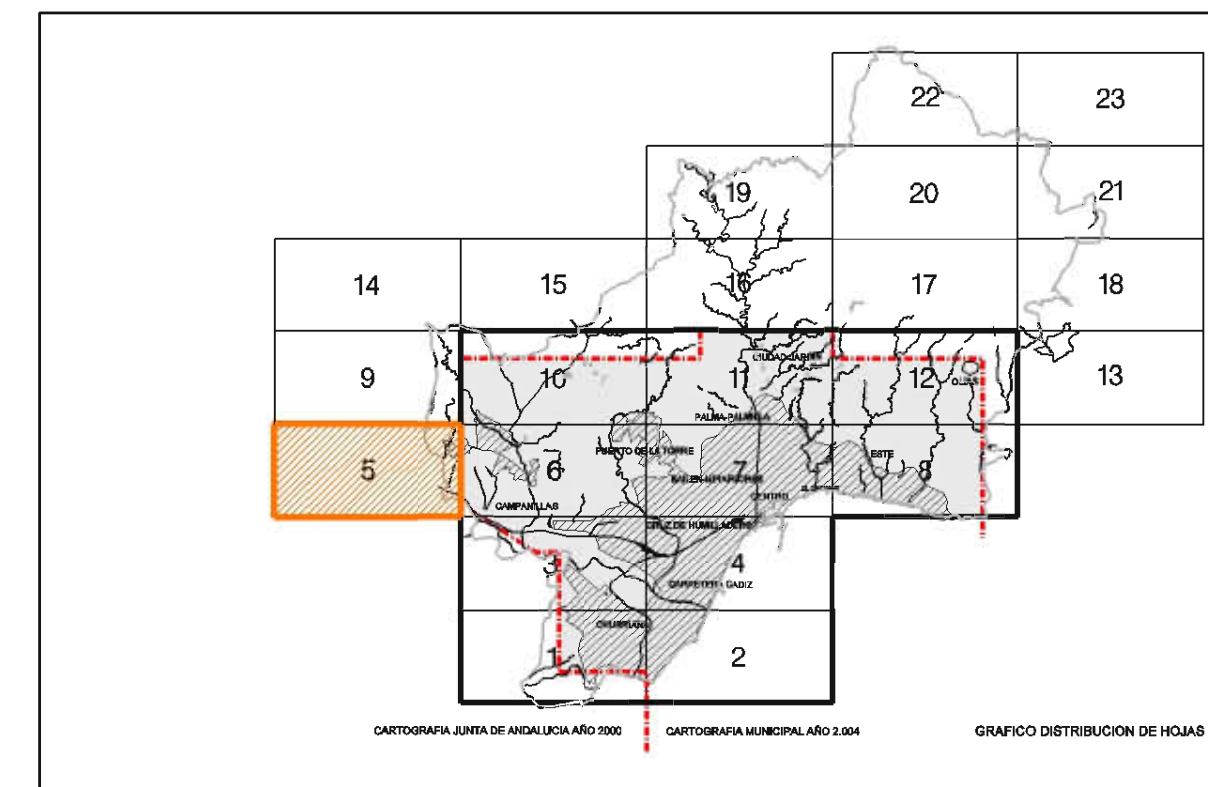 22 23
19 20 21
14 15 16 17 18
CIUDAD JARDIN
9 10 11 12 13
OLIAS
PALMA-PALMILLA
PUERTO DE LA TORRE ESTE
5 6 7 8
CENTRO
CAMPANILLAS
CRUZ DE HUMILLADERO
3 4
CADIZ
CHURRIANA
1 2
CARTOGRAFIA JUNTA DE ANDALUCIA AÑO 2000 CARTOGRAFIA MUNICIPAL AÑO 2.004 GRAFICO DISTRIBUCION DE HOJAS